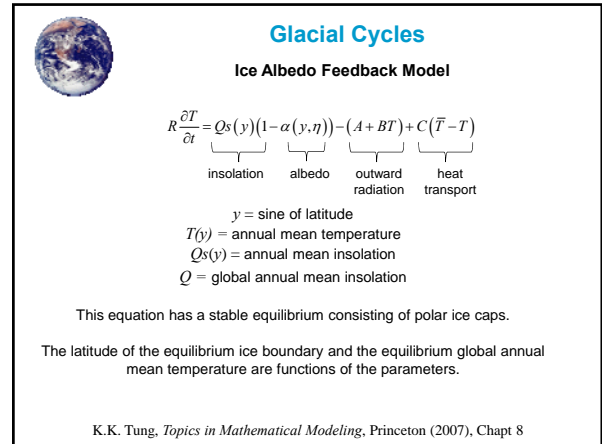 Glacial Cycles
Ice Albedo Feedback Model
R ∂T/∂t = Qs(y)(1−α(y,η))−(A+BT)+C(T̅−T)
insolation albedo outward radiation heat transport
y = sine of latitude
T(y) = annual mean temperature
Qs(y) = annual mean insolation
Q = global annual mean insolation
This equation has a stable equilibrium consisting of polar ice caps.
The latitude of the equilibrium ice boundary and the equilibrium global annual
mean temperature are functions of the parameters.
K.K. Tung, Topics in Mathematical Modeling, Princeton (2007), Chapt 8